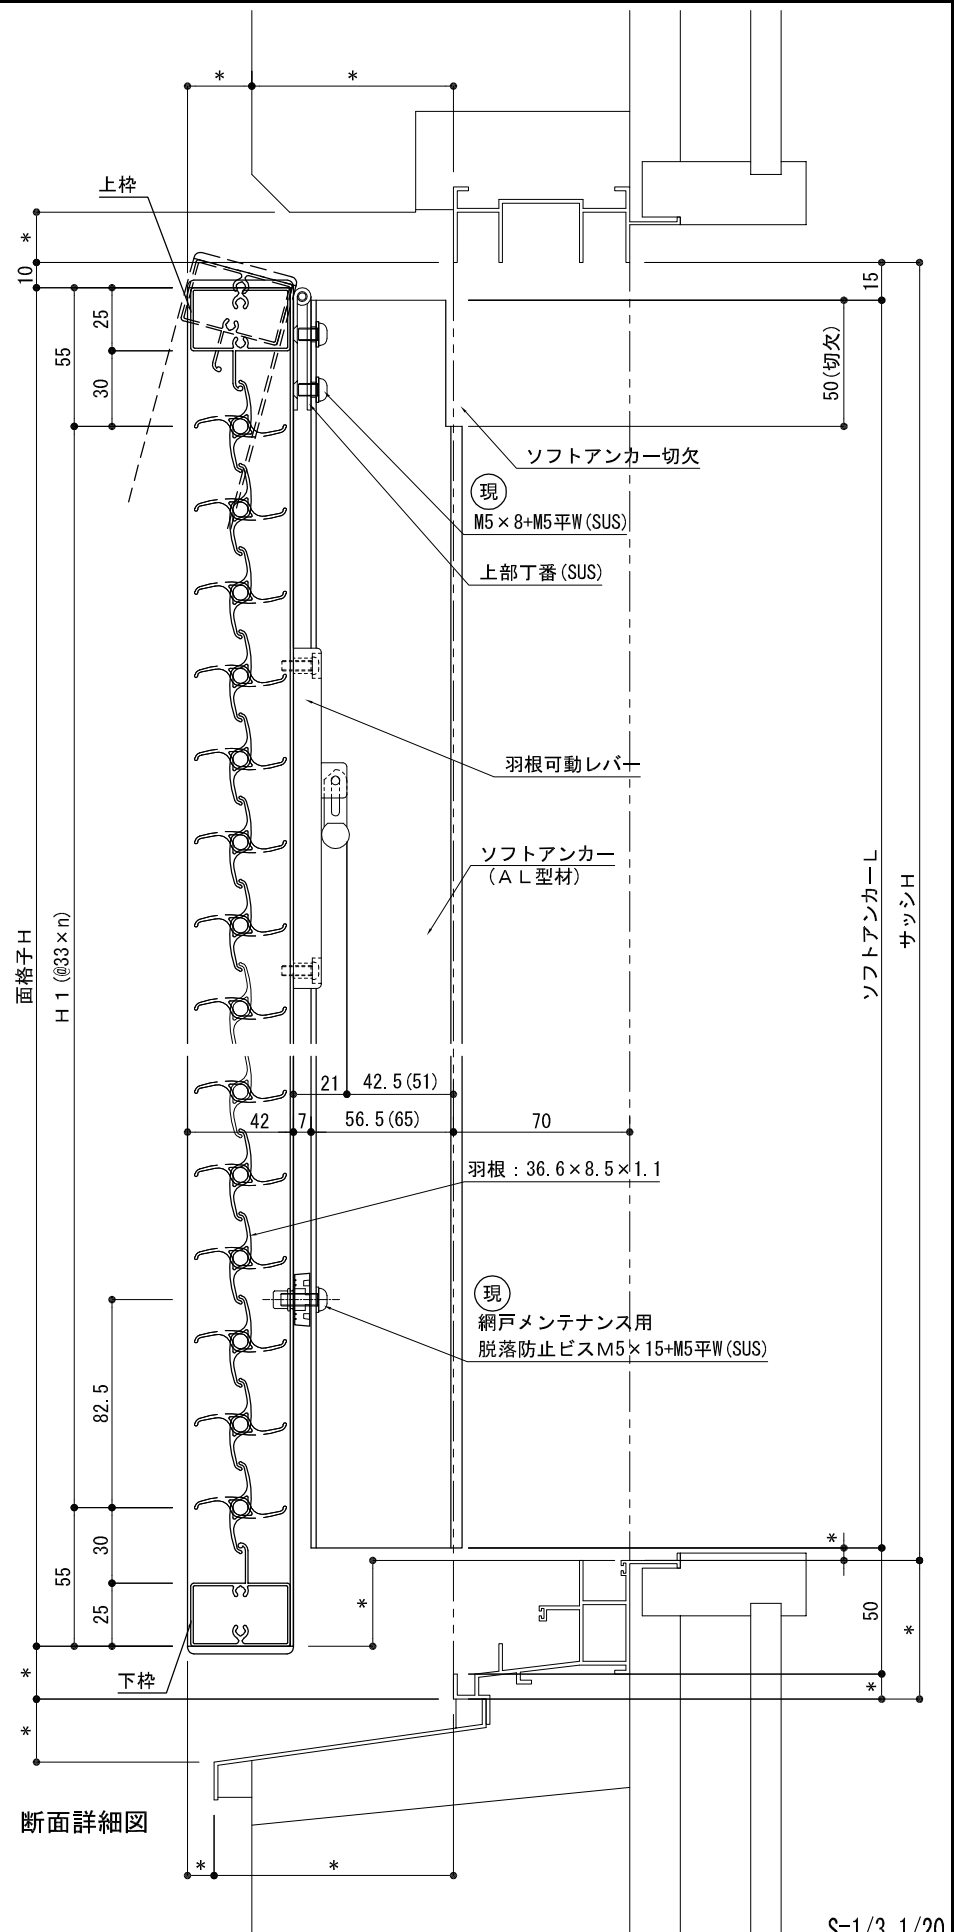 *
*
上枠
*
10
25
55
30
15
50(切欠)
ソフトアンカー切欠
現
M5×8+M5平W(SUS)
上部丁番(SUS)
羽根可動レバー
ソフトアンカー
(AL型材)
面格子H
H1(@33×n)
ソフトアンカーL
サッシH
21
42.5(51)
42
7
56.5(65)
70
羽根：36.6×8.5×1.1
現
網戸メンテナンス用
脱落防止ビスM5×15+M5平W(SUS)
82.5
30
55
25
*
*
50
*
下枠
*
*
*
断面詳細図
*
*
S=1/3,1/20